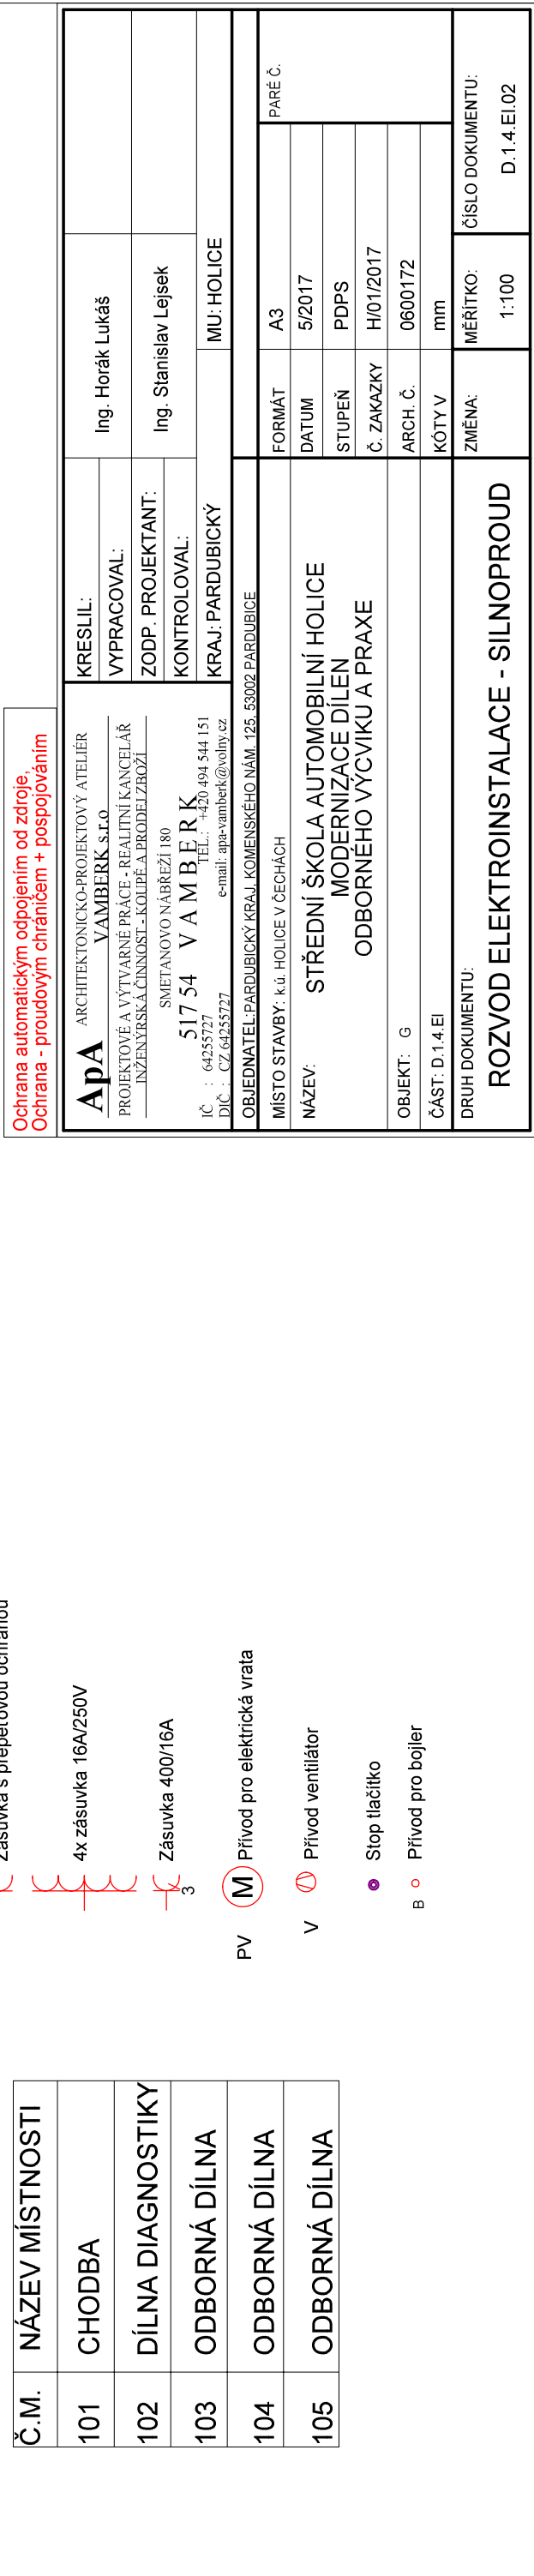 Č.M. NÁZEV MÍSTNOSTI
101 CHODBA
102 DÍLNA DIAGNOSTIKY
103 ODBORNÁ DÍLNA
104 ODBORNÁ DÍLNA
105 ODBORNÁ DÍLNA
Zásuvka s přepěťovou ochranou
4x zásuvka 16A/250V
3 Zásuvka 400/16A
PV M Přívod pro elektrická vrata
V Přívod ventilátor
Stop tlačítko
B Přívod pro bojler
Ochrana automatickým odpojením od zdroje,
Ochrana - proudovým chráničem + pospojováním
ApA ARCHITEKTONICKO-PROJEKTOVÝ ATELIÉR
VAMBERK s.r.o
PROJEKTOVÉ A VÝTVARNÉ PRÁCE - REALITNÍ KANCELÁŘ
INŽENÝRSKÁ ČINNOST - KOUPĚ A PRODEJ ZBOŽÍ
SMETANOVO NÁBŘEŽÍ 180
517 54 VAMBERK
IČ : 64255727 TEL.: +420 494 544 151
DIČ : CZ 64255727 e-mail: apa-vamberk@volny.cz
KRESLIL:
VYPRACOVAL: Ing. Horák Lukáš
ZODP. PROJEKTANT: Ing. Stanislav Lejsek
KONTROLOVAL:
KRAJ: PARDUBICKÝ MU: HOLICE
OBJEDNATEL: PARDUBICKÝ KRAJ, KOMENSKÉHO NÁM. 125, 53002 PARDUBICE
MÍSTO STAVBY: k.ú. HOLICE V ČECHÁCH
NÁZEV:
STŘEDNÍ ŠKOLA AUTOMOBILNÍ HOLICE
MODERNIZACE DÍLEN
ODBORNÉHO VÝCVIKU A PRAXE
OBJEKT: G
ČÁST: D.1.4.El
FORMÁT A3
DATUM 5/2017
STUPEŇ PDPS
Č. ZAKAZKY H/01/2017
ARCH. Č. 0600172
KÓTY V mm
PARÉ Č.
DRUH DOKUMENTU:
ROZVOD ELEKTROINSTALACE - SILNOPROUD
ZMĚNA:
MĚŘÍTKO:
1:100
ČÍSLO DOKUMENTU:
D.1.4.El.02